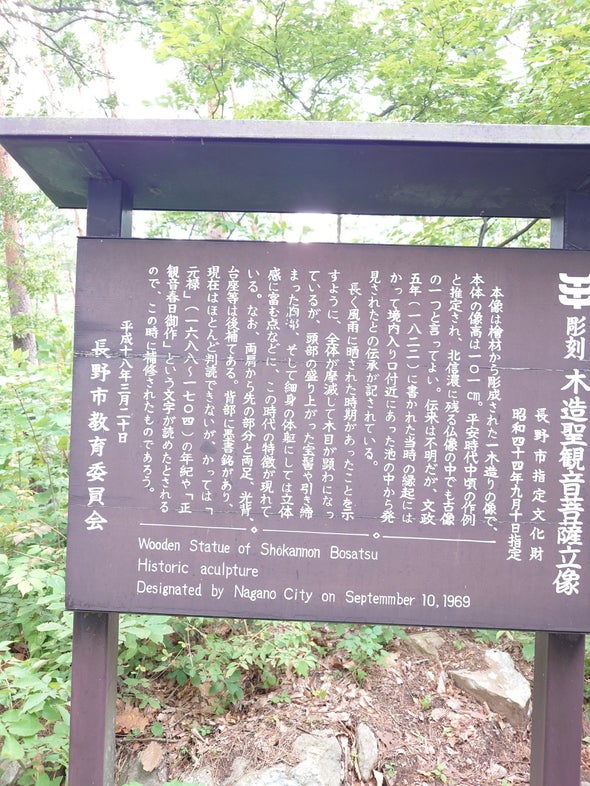 彫刻 木造聖観音菩薩立像
長野市指定文化財
昭和四十四年九月十日指定
本像は檜材から彫成された一木造りの像で、
本体の像高は一〇一cm。平安時代中頃の作例
と推定され、北信濃に残る仏像の中でも古像
の一つと言ってよい。伝来は不明だが、文政
五年（一八二二）に書かれた当時の縁起には
かって境内入り口付近にあった池の中から発
見されたとの伝承が記されている。
長く風雨に晒された時期があったことを示
すように、全体が摩滅して木目が顕わになっ
ているが、頭部の盛り上がった宝髻や引き締
まった胸部、そして細身の体躯にしては立体
感に富む点などに、この時代の特徴が現れて
いる。なお、両肩から先の部分と両足、光背、
台座等は後補である。背部に墨書銘があり、
現在はほとんど判読できないが、かっては「
元禄」（一六八八〜一七〇四）の年紀や「正
観音春日御作」という文字が読めたとされる
ので、この時に補修されたものであろう。
平成十八年三月二十日
長野市教育委員会
Wooden Statue of Shokannon Bosatsu
Historic aculpture
Designated by Nagano City on Septemmber 10, 1969